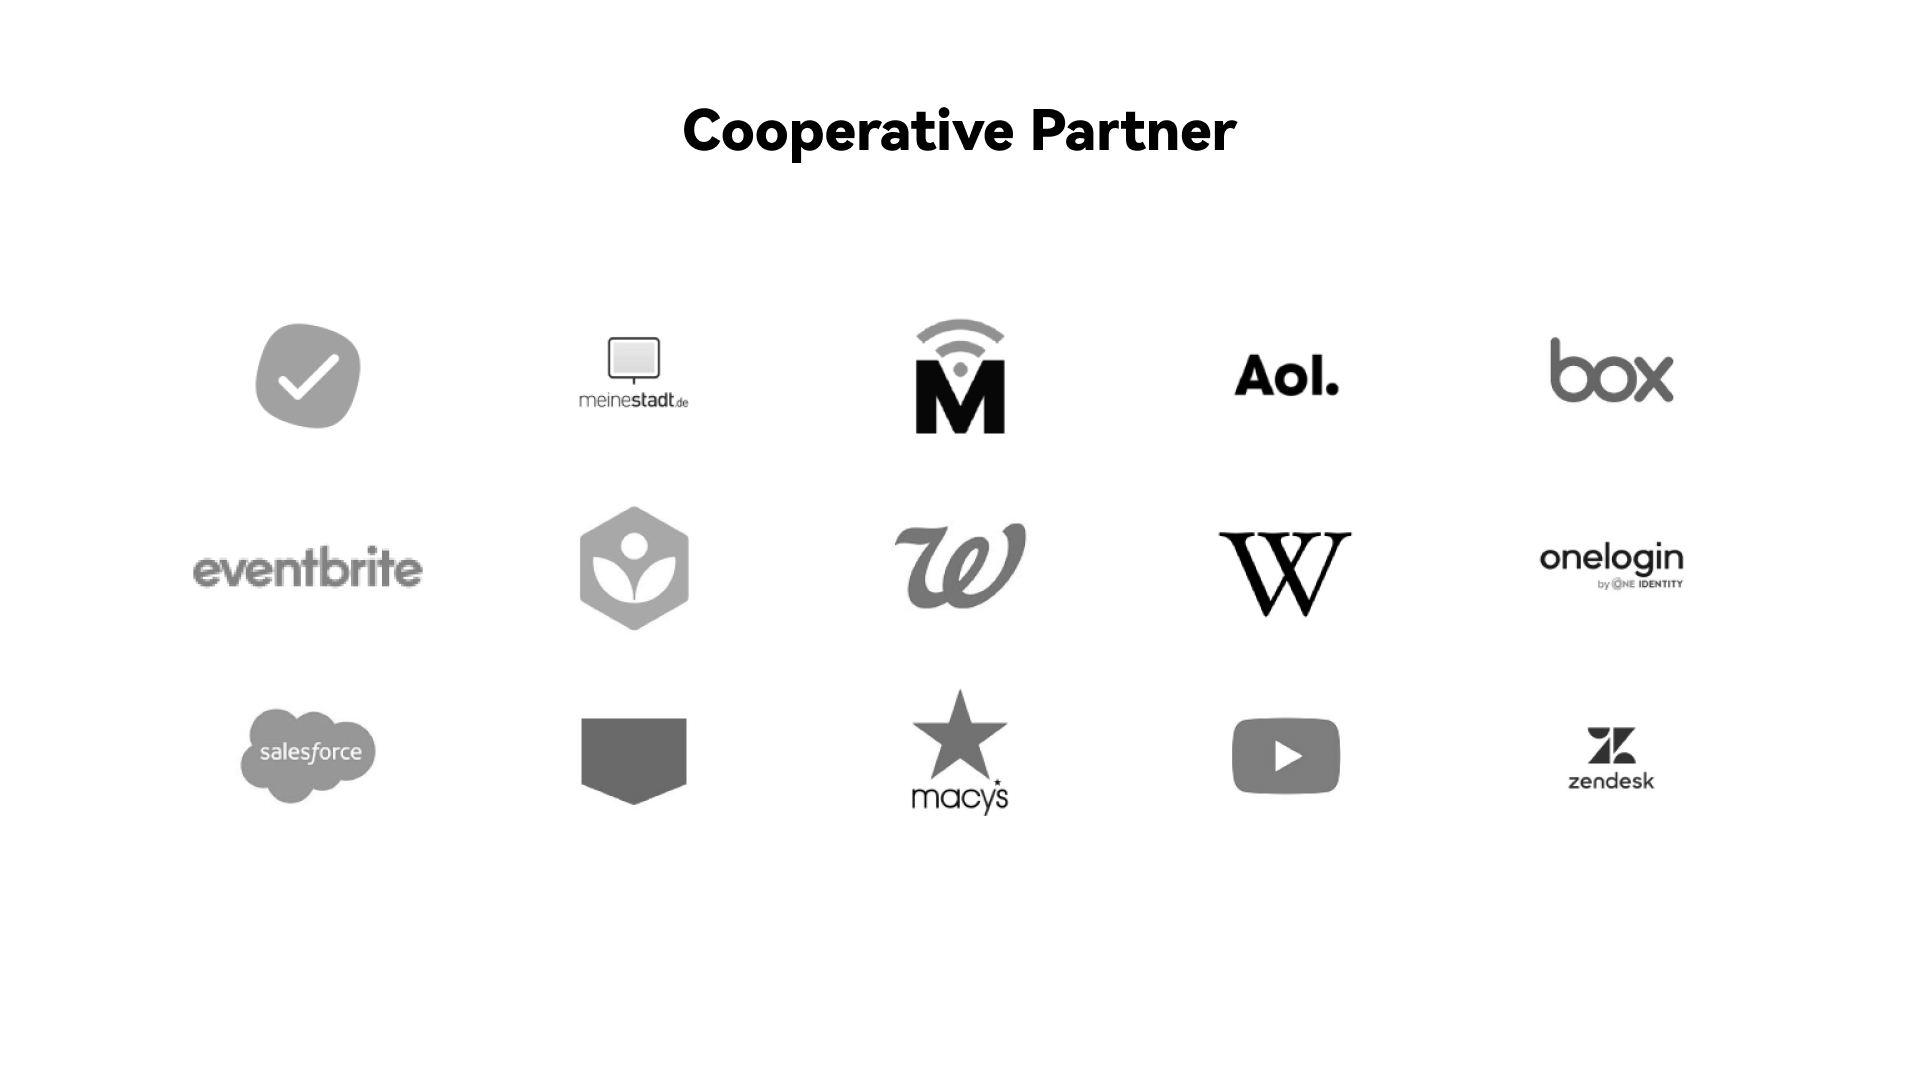 Cooperative Partner
meinestadt.de
M
Aol.
box
eventbrite
W
W
onelogin
by ONE IDENTITY
salesforce
macy's
zendesk